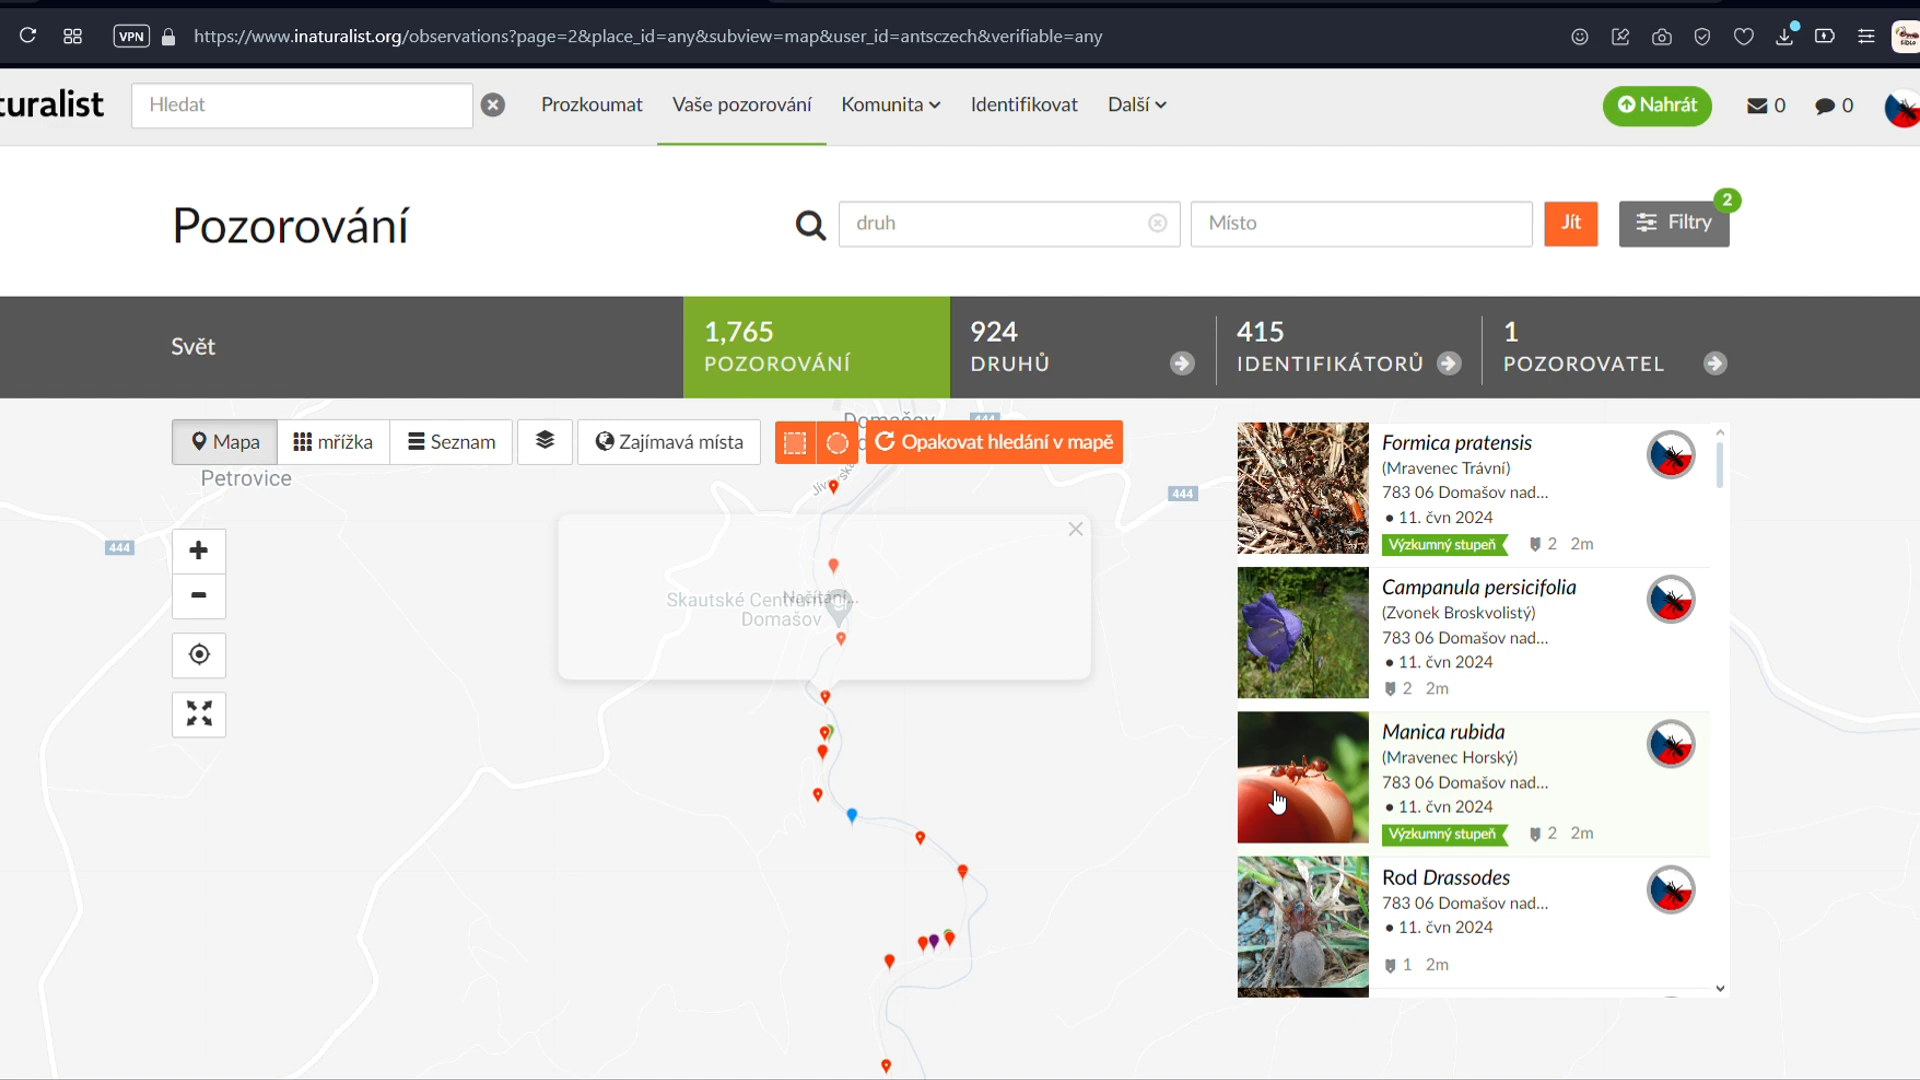 VPN https://www.inaturalist.org/observations?page=2&place_id=any&subview=map&user_id=antsczech&verifiable=any
turalist Hledat Prozkoumat Vaše pozorování Komunita Identifikovat Další Nahrát 0 0
Pozorování druh Místo Jít Filtry 2
Svět
1,765 POZOROVÁNÍ
924 DRUHŮ
415 IDENTIFIKÁTORŮ
1 POZOROVATEL
Mapa mřížka Seznam Zajímavá místa Opakovat hledání v mapě
Domašov
444
Petrovice
444
444
Skautské Centrum
Domašov
Načítání...
Formica pratensis
(Mravenec Trávní)
783 06 Domašov nad...
• 11. čvn 2024
Výzkumný stupeň 2 2m
Campanula persicifolia
(Zvonek Broskvolistý)
783 06 Domašov nad...
• 11. čvn 2024
2 2m
Manica rubida
(Mravenec Horský)
783 06 Domašov nad...
• 11. čvn 2024
Výzkumný stupeň 2 2m
Rod Drassodes
783 06 Domašov nad...
• 11. čvn 2024
1 2m